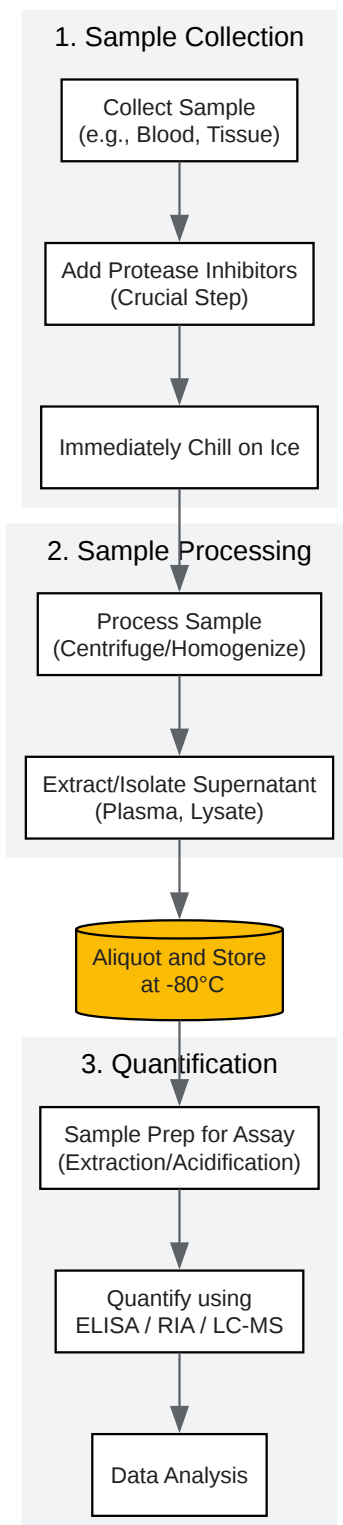 1. Sample Collection
Collect Sample
(e.g., Blood, Tissue)
Add Protease Inhibitors
(Crucial Step)
Immediately Chill on Ice
2. Sample Processing
Process Sample
(Centrifuge/Homogenize)
Extract/Isolate Supernatant
(Plasma, Lysate)
Aliquot and Store
at -80°C
3. Quantification
Sample Prep for Assay
(Extraction/Acidification)
Quantify using
ELISA / RIA / LC-MS
Data Analysis